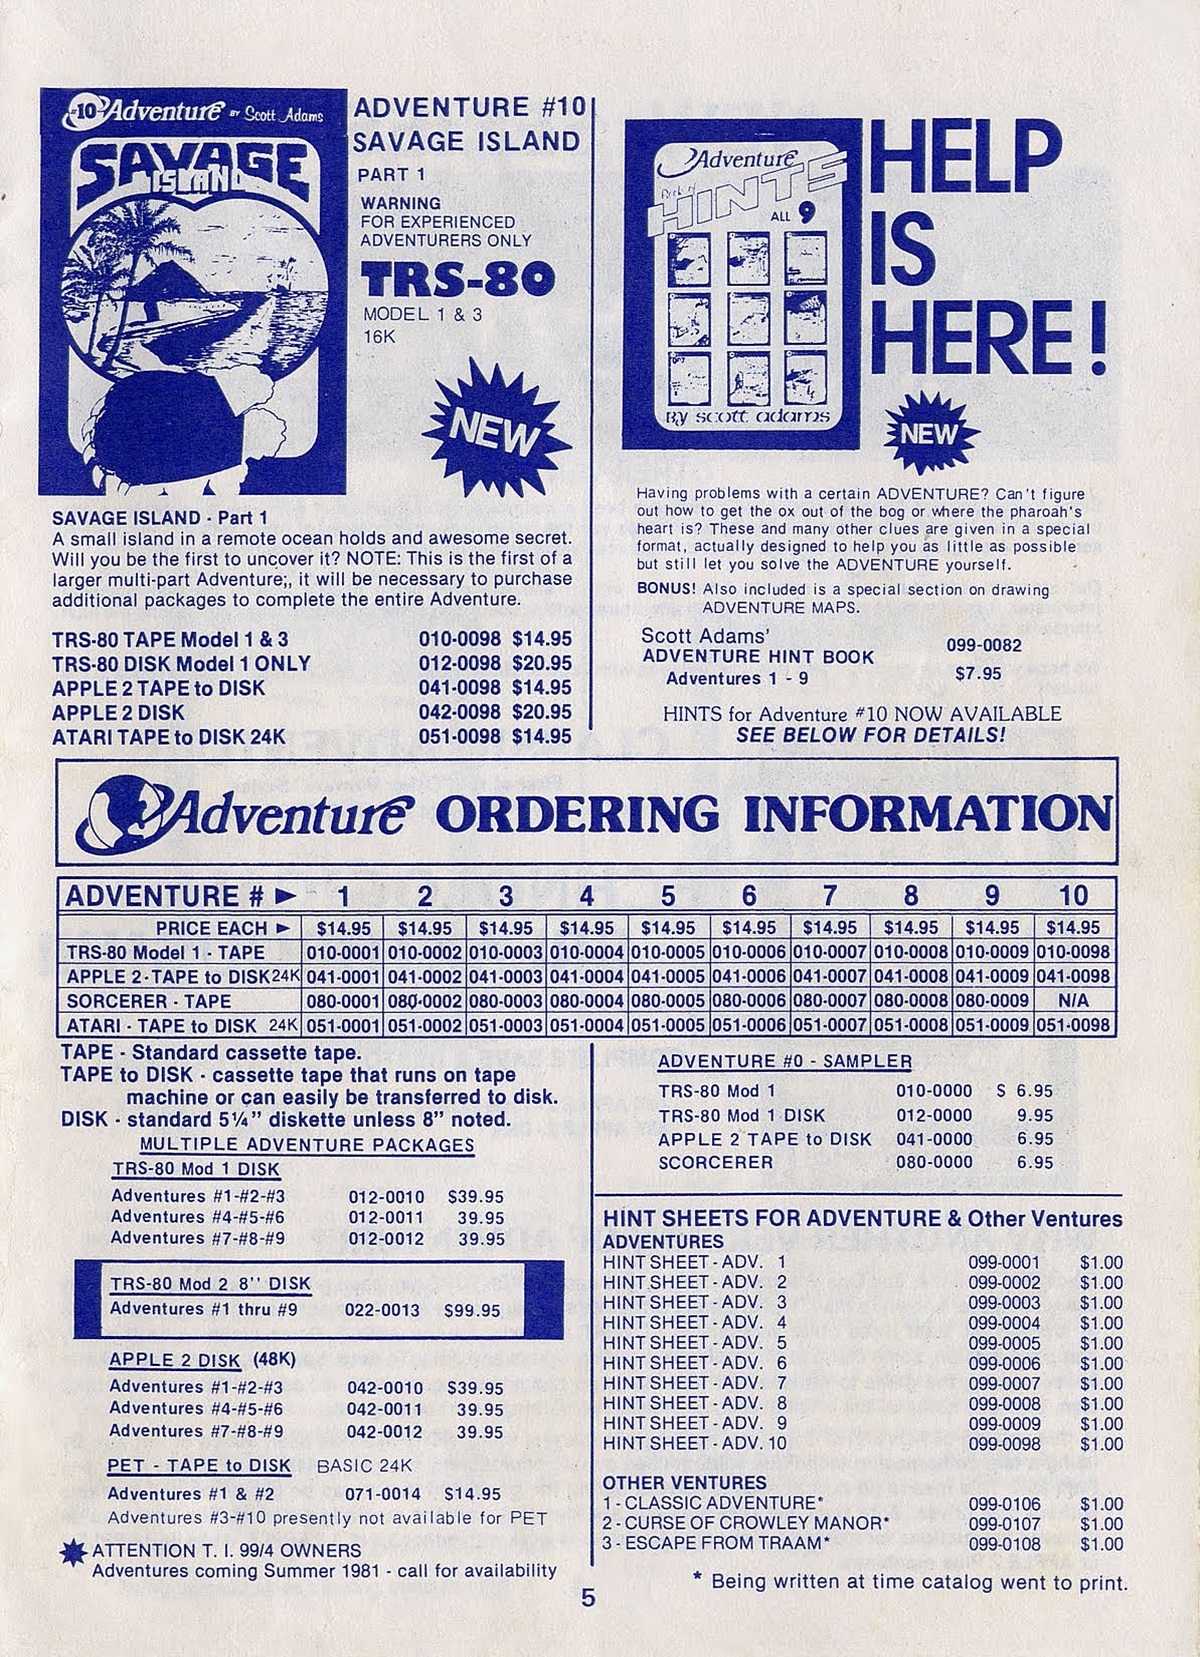 #10 Adventure BY Scott Adams
SAVAGE
ISLAND
ADVENTURE #10
SAVAGE ISLAND
PART 1
WARNING
FOR EXPERIENCED
ADVENTURERS ONLY
TRS-80
MODEL 1 & 3
16K
NEW
SAVAGE ISLAND - Part 1
A small island in a remote ocean holds and awesome secret.
Will you be the first to uncover it? NOTE: This is the first of a
larger multi-part Adventure;, it will be necessary to purchase
additional packages to complete the entire Adventure.
TRS-80 TAPE Model 1 & 3 010-0098 $14.95
TRS-80 DISK Model 1 ONLY 012-0098 $20.95
APPLE 2 TAPE to DISK 041-0098 $14.95
APPLE 2 DISK 042-0098 $20.95
ATARI TAPE to DISK 24K 051-0098 $14.95
Adventure
Book of
HINTS
ALL 9
By scott adams
HELP
IS
HERE!
NEW
Having problems with a certain ADVENTURE? Can't figure
out how to get the ox out of the bog or where the pharoah's
heart is? These and many other clues are given in a special
format, actually designed to help you as little as possible
but still let you solve the ADVENTURE yourself.
BONUS! Also included is a special section on drawing
ADVENTURE MAPS.
Scott Adams'
ADVENTURE HINT BOOK 099-0082
Adventures 1 - 9 $7.95
HINTS for Adventure #10 NOW AVAILABLE
SEE BELOW FOR DETAILS!
Adventure ORDERING INFORMATION
ADVENTURE # ► 1 2 3 4 5 6 7 8 9 10
PRICE EACH ► $14.95 $14.95 $14.95 $14.95 $14.95 $14.95 $14.95 $14.95 $14.95 $14.95
TRS-80 Model 1 - TAPE 010-0001 010-0002 010-0003 010-0004 010-0005 010-0006 010-0007 010-0008 010-0009 010-0098
APPLE 2-TAPE to DISK 24K 041-0001 041-0002 041-0003 041-0004 041-0005 041-0006 041-0007 041-0008 041-0009 041-0098
SORCERER - TAPE 080-0001 080-0002 080-0003 080-0004 080-0005 080-0006 080-0007 080-0008 080-0009 N/A
ATARI - TAPE to DISK 24K 051-0001 051-0002 051-0003 051-0004 051-0005 051-0006 051-0007 051-0008 051-0009 051-0098
TAPE - Standard cassette tape.
TAPE to DISK - cassette tape that runs on tape
machine or can easily be transferred to disk.
DISK - standard 5¼" diskette unless 8" noted.
MULTIPLE ADVENTURE PACKAGES
TRS-80 Mod 1 DISK
Adventures #1-#2-#3 012-0010 $39.95
Adventures #4-#5-#6 012-0011 39.95
Adventures #7-#8-#9 012-0012 39.95
TRS-80 Mod 2 8" DISK
Adventures #1 thru #9 022-0013 $99.95
APPLE 2 DISK (48K)
Adventures #1-#2-#3 042-0010 $39.95
Adventures #4-#5-#6 042-0011 39.95
Adventures #7-#8-#9 042-0012 39.95
PET - TAPE to DISK BASIC 24K
Adventures #1 & #2 071-0014 $14.95
Adventures #3-#10 presently not available for PET
ATTENTION T. I. 99/4 OWNERS
Adventures coming Summer 1981 - call for availability
ADVENTURE #0 - SAMPLER
TRS-80 Mod 1 010-0000 $ 6.95
TRS-80 Mod 1 DISK 012-0000 9.95
APPLE 2 TAPE to DISK 041-0000 6.95
SCORCERER 080-0000 6.95
HINT SHEETS FOR ADVENTURE & Other Ventures
ADVENTURES
HINT SHEET - ADV. 1 099-0001 $1.00
HINT SHEET - ADV. 2 099-0002 $1.00
HINT SHEET - ADV. 3 099-0003 $1.00
HINT SHEET - ADV. 4 099-0004 $1.00
HINT SHEET - ADV. 5 099-0005 $1.00
HINT SHEET - ADV. 6 099-0006 $1.00
HINT SHEET - ADV. 7 099-0007 $1.00
HINT SHEET - ADV. 8 099-0008 $1.00
HINT SHEET - ADV. 9 099-0009 $1.00
HINT SHEET - ADV. 10 099-0098 $1.00
OTHER VENTURES
1 - CLASSIC ADVENTURE* 099-0106 $1.00
2 - CURSE OF CROWLEY MANOR* 099-0107 $1.00
3 - ESCAPE FROM TRAAM* 099-0108 $1.00
* Being written at time catalog went to print.
5